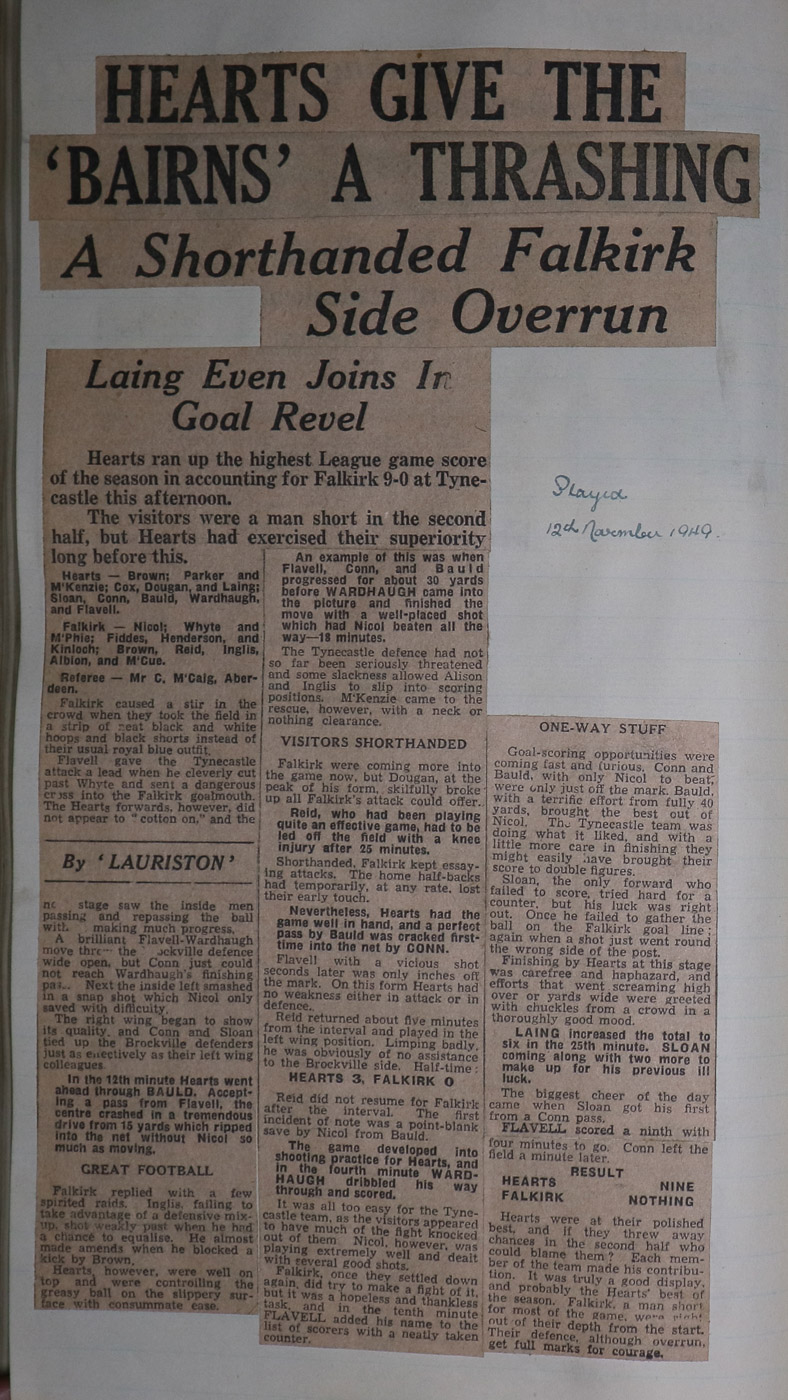 HEARTS GIVE THE
'BAIRNS' A THRASHING
A Shorthanded Falkirk
Side Overrun
Laing Even Joins In
Goal Revel
Hearts ran up the highest League game score
of the season in accounting for Falkirk 9-0 at Tyne-
castle this afternoon.
The visitors were a man short in the second
half, but Hearts had exercised their superiority
long before this.
Hearts — Brown; Parker and
M'Kenzie; Cox, Dougan, and Laing;
Sloan, Conn, Bauld, Wardhaugh,
and Flavell.
Falkirk — Nicol; Whyte and
M'Phie; Fiddes, Henderson, and
Kinloch; Brown, Reid, Inglis,
Alison, and M'Cue.
Referee — Mr C. M'Caig, Aber-
deen.
Falkirk caused a stir in the
crowd when they took the field in
a strip of neat black and white
hoops and black shorts instead of
their usual royal blue outfit.
Flavell gave the Tynecastle
attack a lead when he cleverly cut
past Whyte and sent a dangerous
cross into the Falkirk goalmouth.
The Hearts forwards, however, did
not appear to "cotton on," and the
By 'LAURISTON'
stage saw the inside men
passing and repassing the ball
with making much progress.
A brilliant Flavell-Wardhaugh
move the ockville defence
wide open, but Conn just could
not reach Wardhaugh's finishing
Next the inside left smashed
in a snap shot which Nicol only
saved with difficulty.
The right wing began to show
its quality, and Conn and Sloan
tied up the Brockville defenders
just as effectively as their left wing
colleagues.
In the 12th minute Hearts went
ahead through BAULD. Accept-
ing a pass from Flavell, the
centre crashed in a tremendous
drive from 15 yards which ripped
into the net without Nicol so
much as moving.
GREAT FOOTBALL
Falkirk replied with a few
spirited raids. Inglis, failing to
take advantage of a defensive mix-
up, shot weakly past when he had
a chance to equalise. He almost
made amends when he blocked a
kick by Brown.
Hearts, however, were well on
top and were controlling the
greasy ball on the slippery sur-
face with consummate ease.
An example of this was when
Flavell, Conn, and Bauld
progressed for about 30 yards
before WARDHAUGH came into
the picture and finished the
move with a well-placed shot
which had Nicol beaten all the
way—18 minutes.
The Tynecastle defence had not
so far been seriously threatened
and some slackness allowed Alison
and Inglis to slip into scoring
positions. M'Kenzie came to the
rescue, however, with a neck or
nothing clearance.
VISITORS SHORTHANDED
Falkirk were coming more into
the game now, but Dougan, at the
peak of his form, skilfully broke
up all Falkirk's attack could offer.
Reid, who had been playing
quite an effective game, had to be
led off the field with a knee
injury after 25 minutes.
Shorthanded, Falkirk kept essay-
ing attacks. The home half-backs
had temporarily, at any rate, lost
their early touch.
Nevertheless, Hearts had the
game well in hand, and a perfect
pass by Bauld was cracked first-
time into the net by CONN.
Flavell with a vicious shot
seconds later was only inches off
the mark. On this form Hearts had
no weakness either in attack or in
defence.
Reid returned about five minutes
from the interval and played in the
left wing position. Limping badly,
he was obviously of no assistance
to the Brockville side. Half-time:
HEARTS 3, FALKIRK 0
Reid did not resume for Falkirk
after the interval. The first
incident of note was a point-blank
save by Nicol from Bauld.
The game developed into
shooting practice for Hearts, and
in the fourth minute WARD-
HAUGH dribbled his way
through and scored.
It was all too easy for the Tyne-
castle team, as the visitors appeared
to have much of the fight knocked
out of them. Nicol, however, was
playing extremely well and dealt
with several good shots.
Falkirk, once they settled down
again, did try to make a fight of it,
but it was a hopeless and thankless
task, and in the tenth minute
FLAVELL added his name to the
list of scorers with a neatly taken
counter.
Played
12th November 1949.
ONE-WAY STUFF
Goal-scoring opportunities were
coming fast and furious. Conn and
Bauld, with only Nicol to beat,
were only just off the mark. Bauld,
with a terrific effort from fully 40
yards, brought the best out of
Nicol. The Tynecastle team was
doing what it liked, and with a
little more care in finishing they
might easily have brought their
score to double figures.
Sloan, the only forward who
failed to score, tried hard for a
counter, but his luck was right
out. Once he failed to gather the
ball on the Falkirk goal line;
again when a shot just went round
the wrong side of the post.
Finishing by Hearts at this stage
was carefree and haphazard, and
efforts that went screaming high
over or yards wide were greeted
with chuckles from a crowd in a
thoroughly good mood.
LAING increased the total to
six in the 25th minute. SLOAN
coming along with two more to
make up for his previous ill
luck.
The biggest cheer of the day
came when Sloan got his first
from a Conn pass.
FLAVELL scored a ninth with
four minutes to go. Conn left the
field a minute later.
RESULT
HEARTS NINE
FALKIRK NOTHING
Hearts were at their polished
best, and if they threw away
chances in the second half who
could blame them? Each mem-
ber of the team made his contribu-
tion. It was truly a good display,
and probably the Hearts' best of
the season. Falkirk, a man short
for most of the game, were
out of their depth from the start.
Their defence, although overrun,
get full marks for courage.